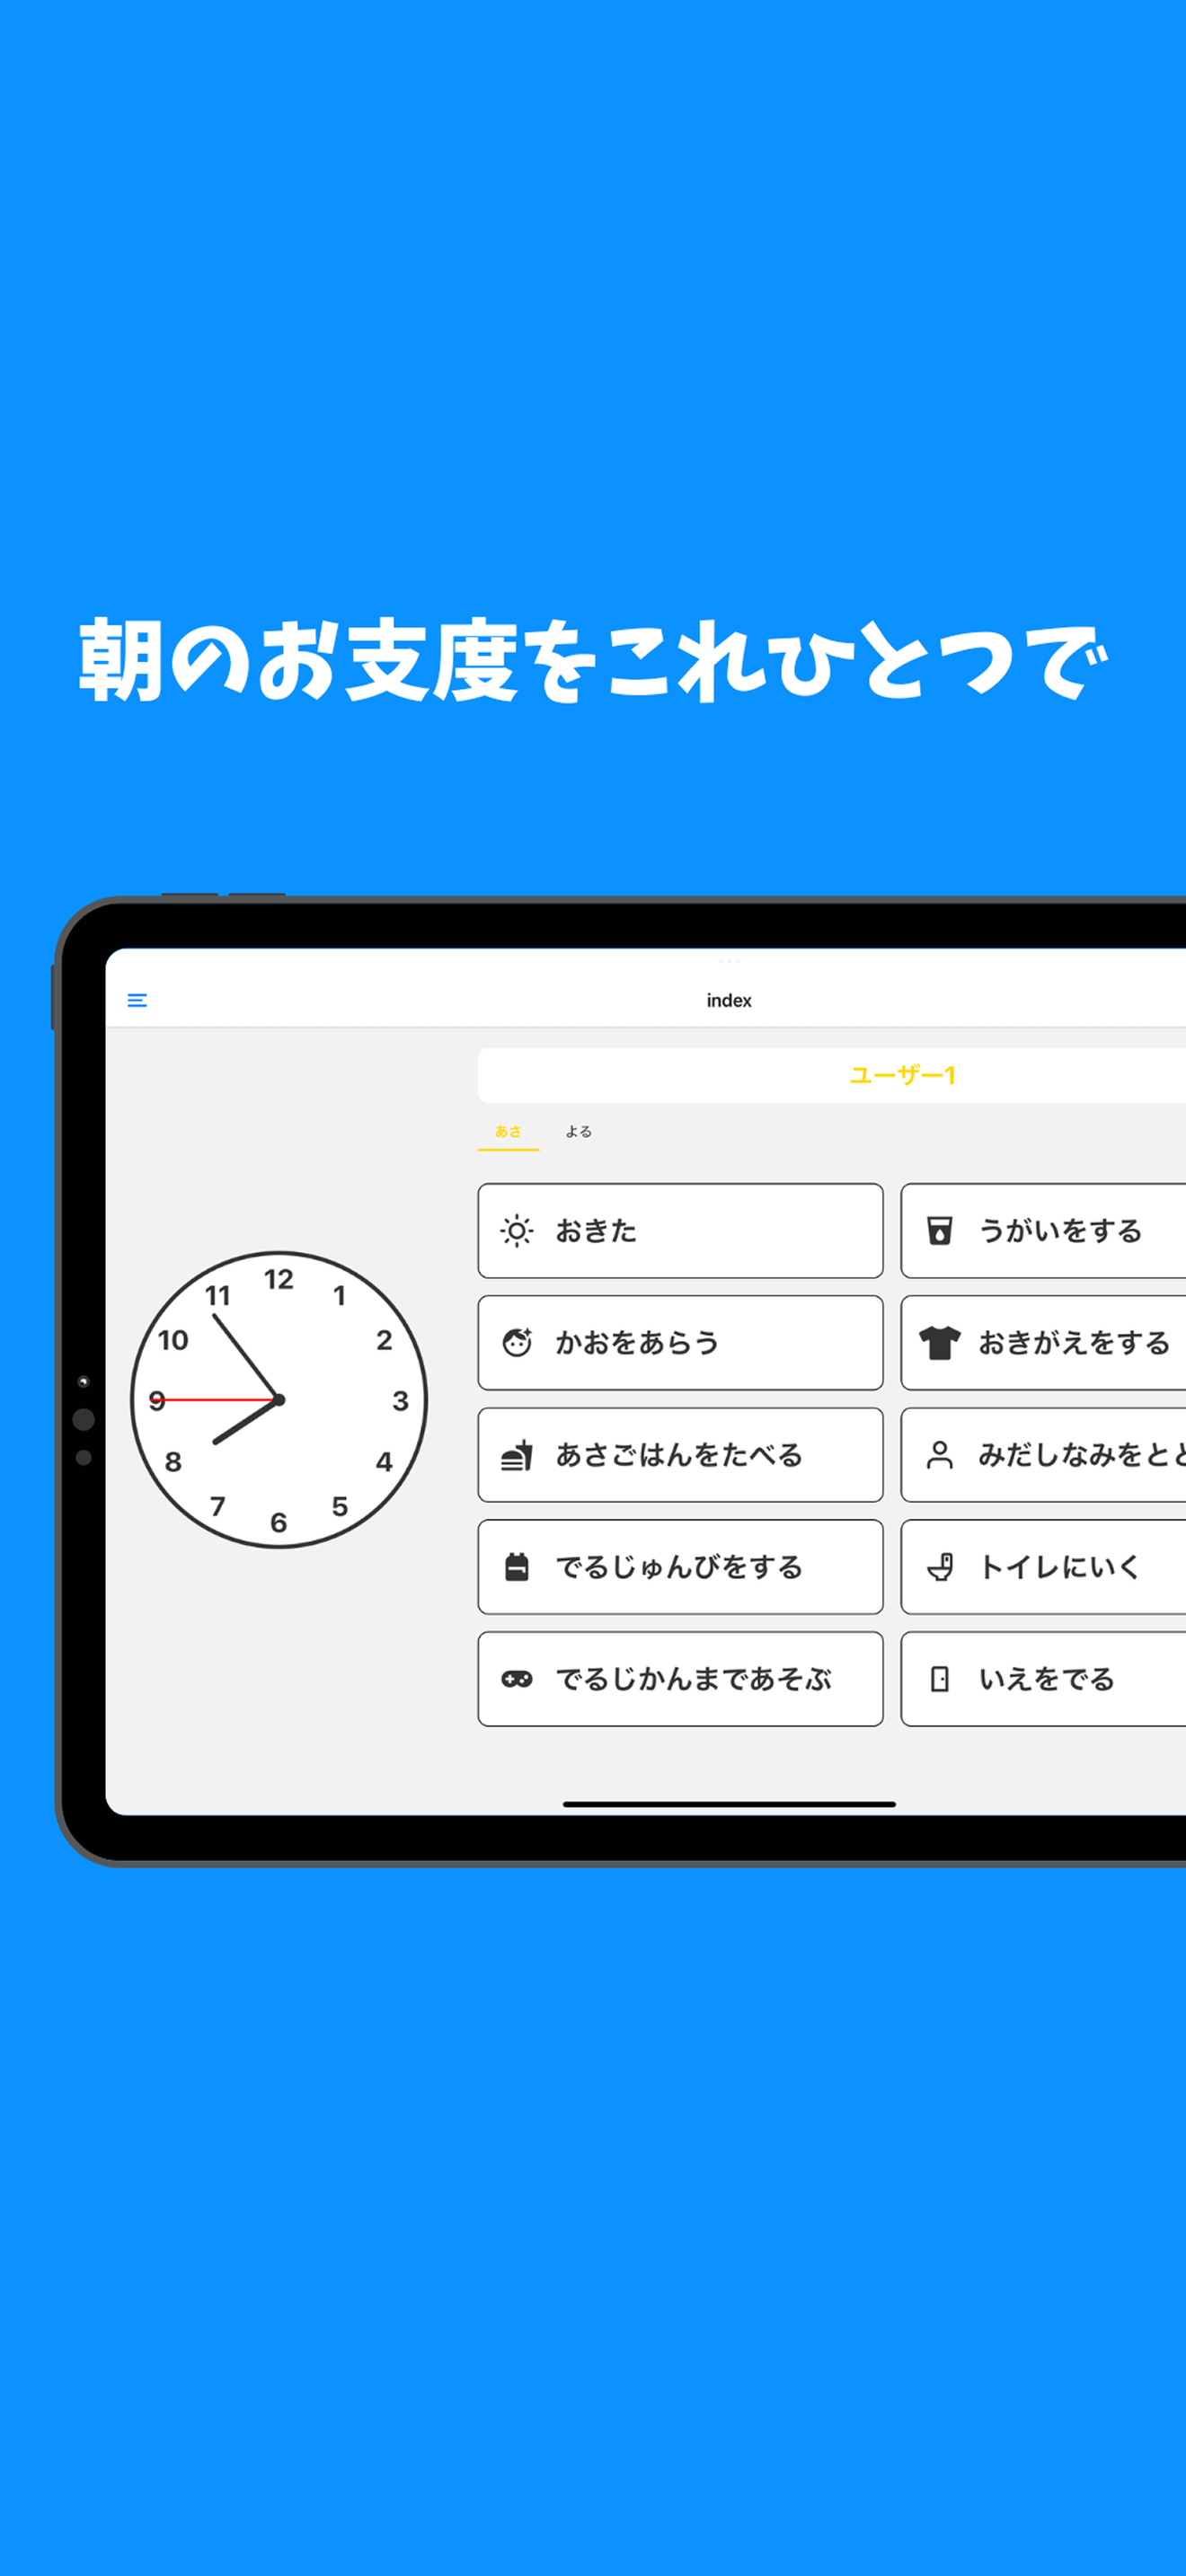 朝のお支度をこれひとつで
index
ユーザー1
あさ よる
おきた うがいをする
かおをあらう おきがえをする
あさごはんをたべる みだしなみをとと
でるじゅんびをする トイレにいく
でるじかんまであそぶ いえをでる
12
11 1
10 2
9 3
8 4
7 5
6